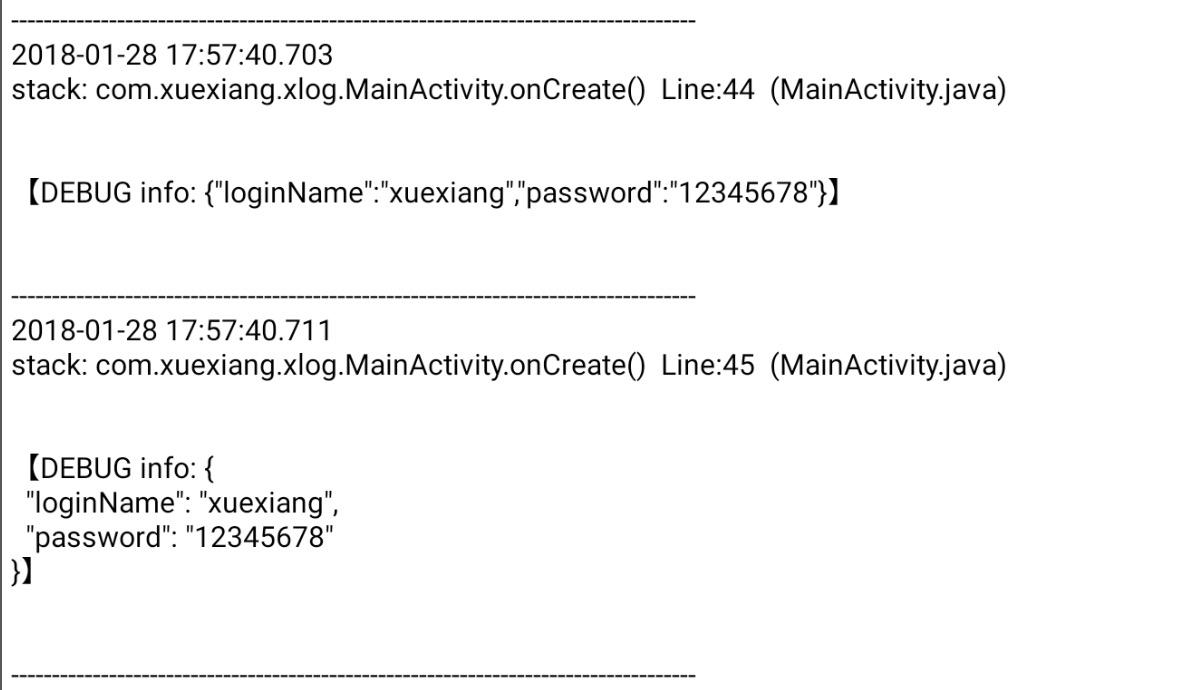 -------------------------------------------------------------------------------------
2018-01-28 17:57:40.703
stack: com.xuexiang.xlog.MainActivity.onCreate()  Line:44  (MainActivity.java)
【DEBUG info: {"loginName":"xuexiang","password":"12345678"}】
-------------------------------------------------------------------------------------
2018-01-28 17:57:40.711
stack: com.xuexiang.xlog.MainActivity.onCreate()  Line:45  (MainActivity.java)
【DEBUG info: {
  "loginName": "xuexiang",
  "password": "12345678"
}】
-------------------------------------------------------------------------------------